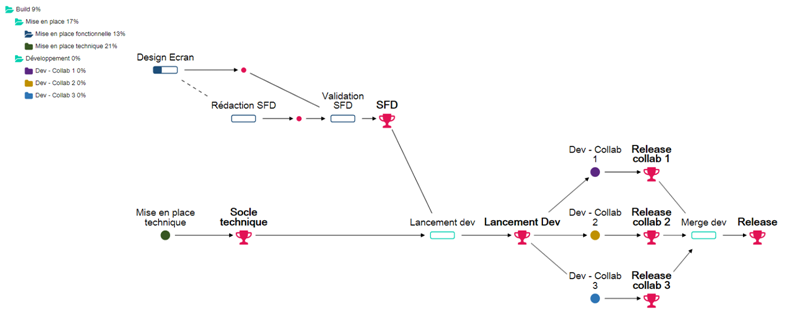 Build 9%
Mise en place 17%
Mise en place fonctionnelle 13%
Mise en place technique 21%
Développement 0%
Dev - Collab 1 0%
Dev - Collab 2 0%
Dev - Collab 3 0%
Design Ecran
Rédaction SFD
Validation
SFD
SFD
Dev - Collab
1
Release
collab 1
Mise en place
technique
Socle
technique
Lancement dev
Lancement Dev
Dev - Collab
2
Release
collab 2
Merge dev
Release
Dev - Collab
3
Release
collab 3